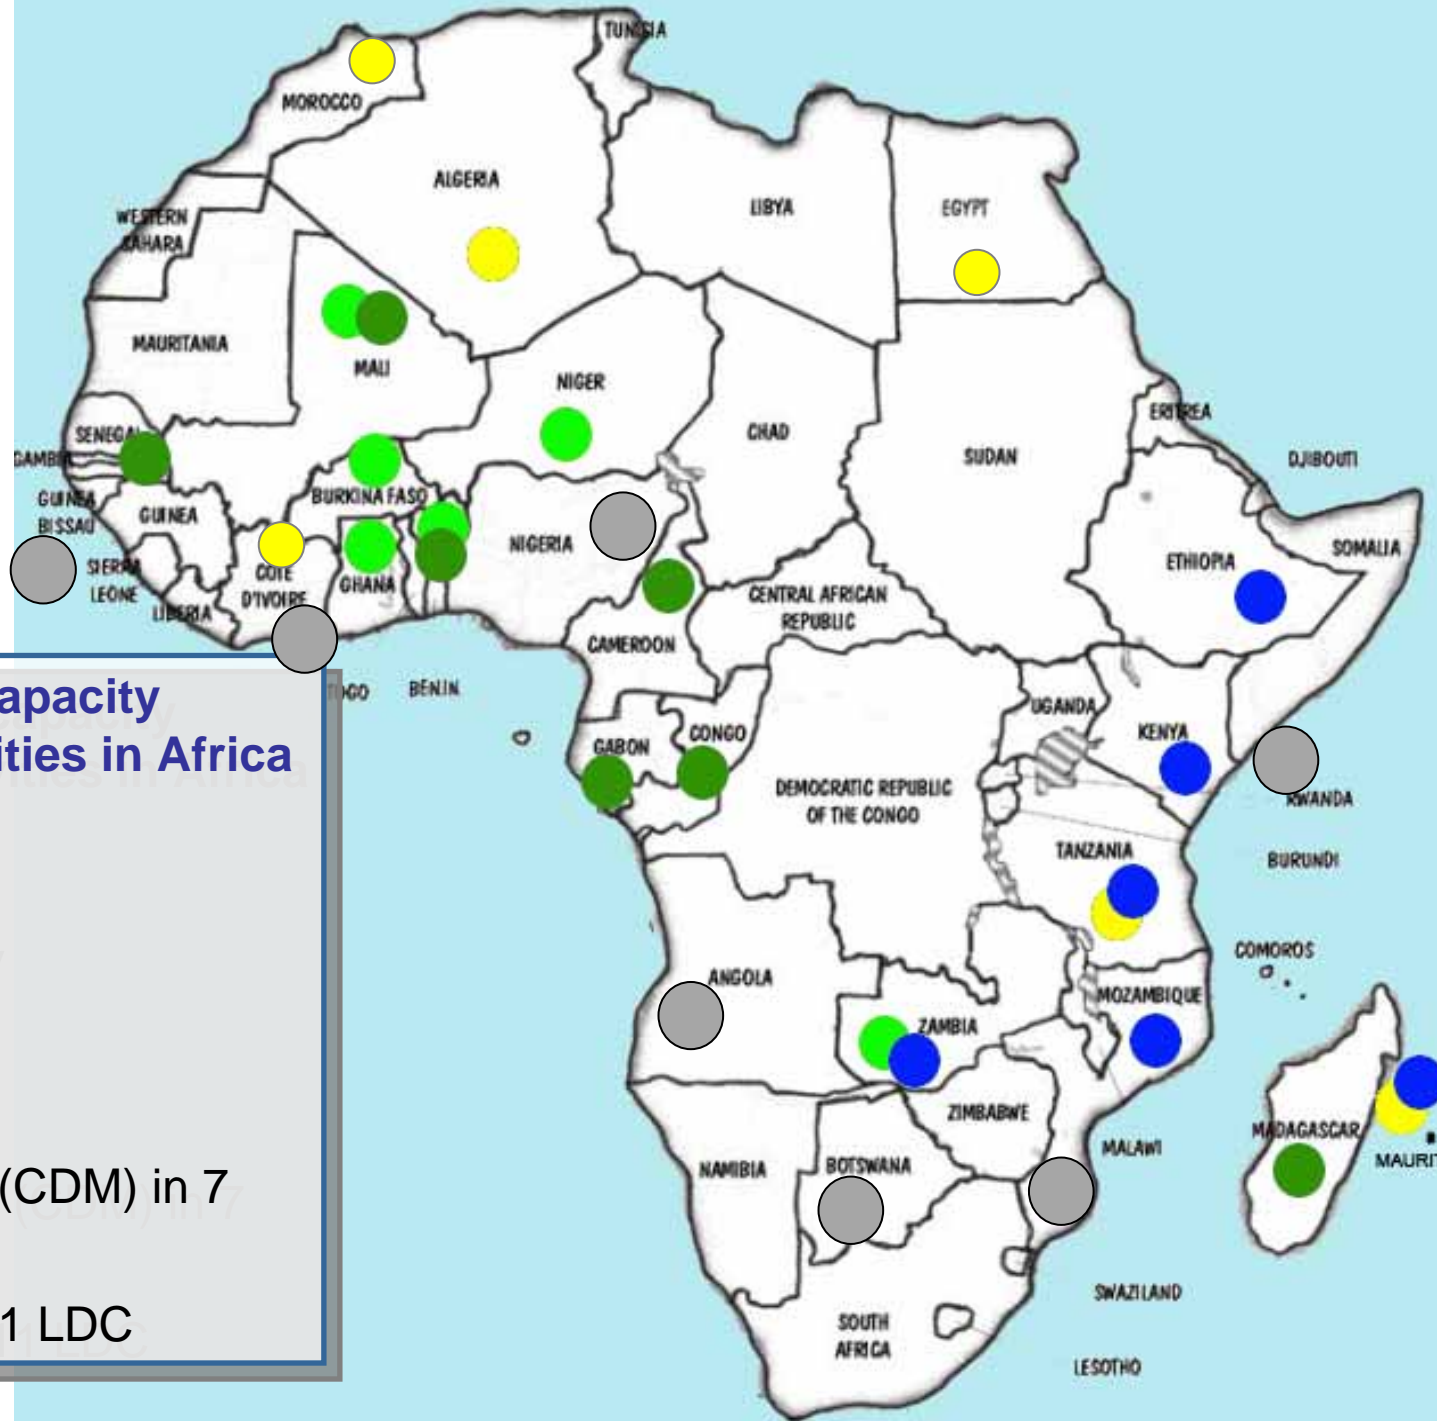 TUNISIA
MOROCCO
ALGERIA
LIBYA
EGYPT
WESTERN
SAHARA
MAURITANIA
MALI
NIGER
CHAD
SUDAN
ERITREA
DJIBOUTI
SENEGAL
GAMBIA
GUINEA
BISSAU
GUINEA
BURKINA FASO
NIGERIA
ETHIOPIA
SOMALIA
SIERRA
LEONE
LIBERIA
COTE
D'IVOIRE
GHANA
CENTRAL AFRICAN
REPUBLIC
CAMEROON
TOGO
BENIN
UGANDA
KENYA
GABON
CONGO
DEMOCRATIC REPUBLIC
OF THE CONGO
RWANDA
BURUNDI
TANZANIA
COMOROS
ANGOLA
ZAMBIA
MOZAMBIQUE
ZIMBABWE
MALAWI
MADAGASCAR
MAURIT
NAMIBIA
BOTSWANA
SWAZILAND
SOUTH
AFRICA
LESOTHO
apacity
ities in Africa
(CDM) in 7
1 LDC